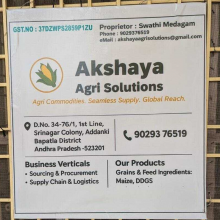 GST.NO : 37DZWPS2859P1ZU
Proprietor : Swathi Medagam
Phone : 9029376519
eMail : akshayaagrisolutions@gmail.com
Akshaya
Agri Solutions
Agri Commodities. Seamless Supply. Global Reach.
D.No. 34-76/1, 1st Line,
Srinagar Colony, Addanki
Bapatla District
Andhra Pradesh -523201
90293 76519
Business Verticals
• Sourcing & Procurement
• Supply Chain & Logistics
Our Products
Grains & Feed Ingredients:
Maize, DDGS